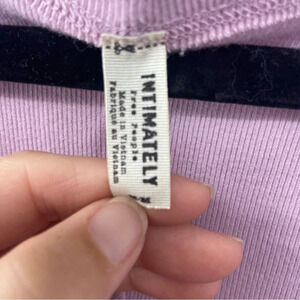 INTIMATELY
Free People
Made in Vietnam
Fabriqué au Vietnam